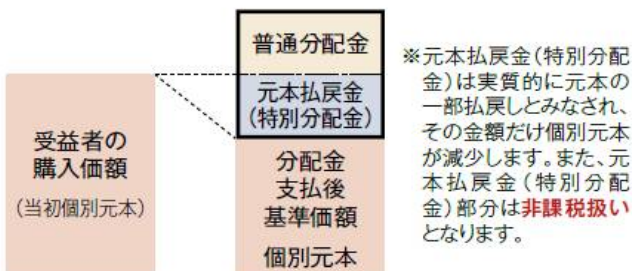 普通分配金
元本払戻金
(特別分配金)
分配金
支払後
基準価額
個別元本
受益者の
購入価額
(当初個別元本)
※元本払戻金(特別分配
金)は実質的に元本の
一部払戻しとみなされ、
その金額だけ個別元本
が減少します。また、元
本払戻金(特別分配
金)部分は非課税扱い
となります。